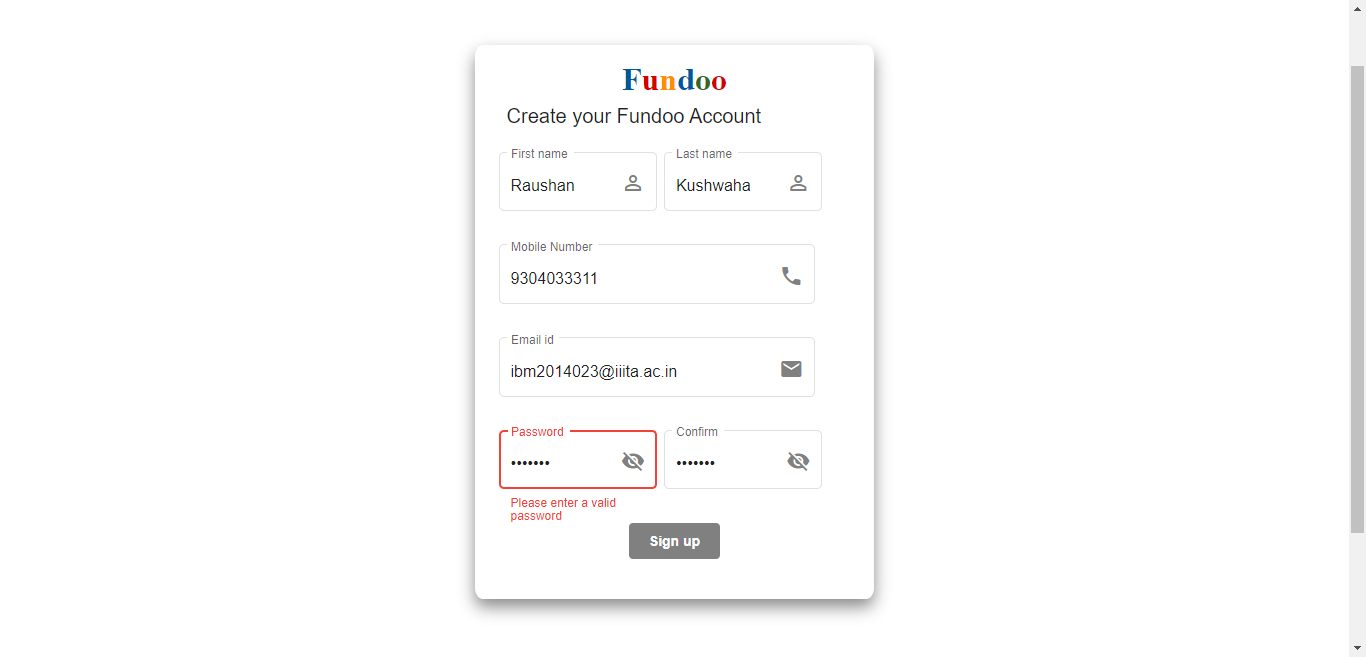 Fundoo
Create your Fundoo Account
First name
Last name
Raushan
Kushwaha
Mobile Number
9304033311
Email id
ibm2014023@iiita.ac.in
Password
Confirm
•••••••
•••••••
Please enter a valid
password
Sign up